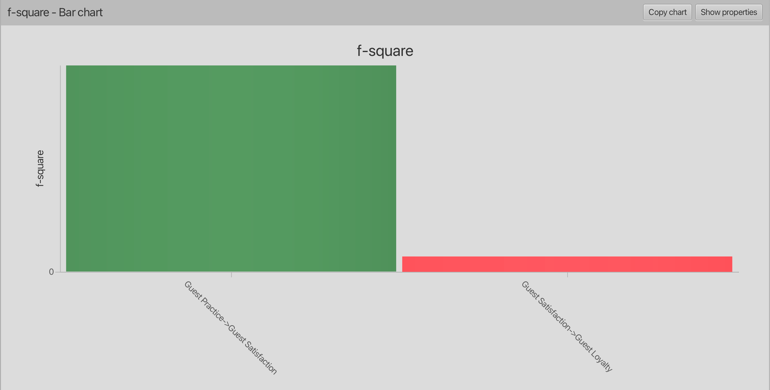 f-square - Bar chart
Copy chart
Show properties
f-square
f-square
0
Guest Practice->Guest Satisfaction
Guest Satisfaction->Guest Loyalty